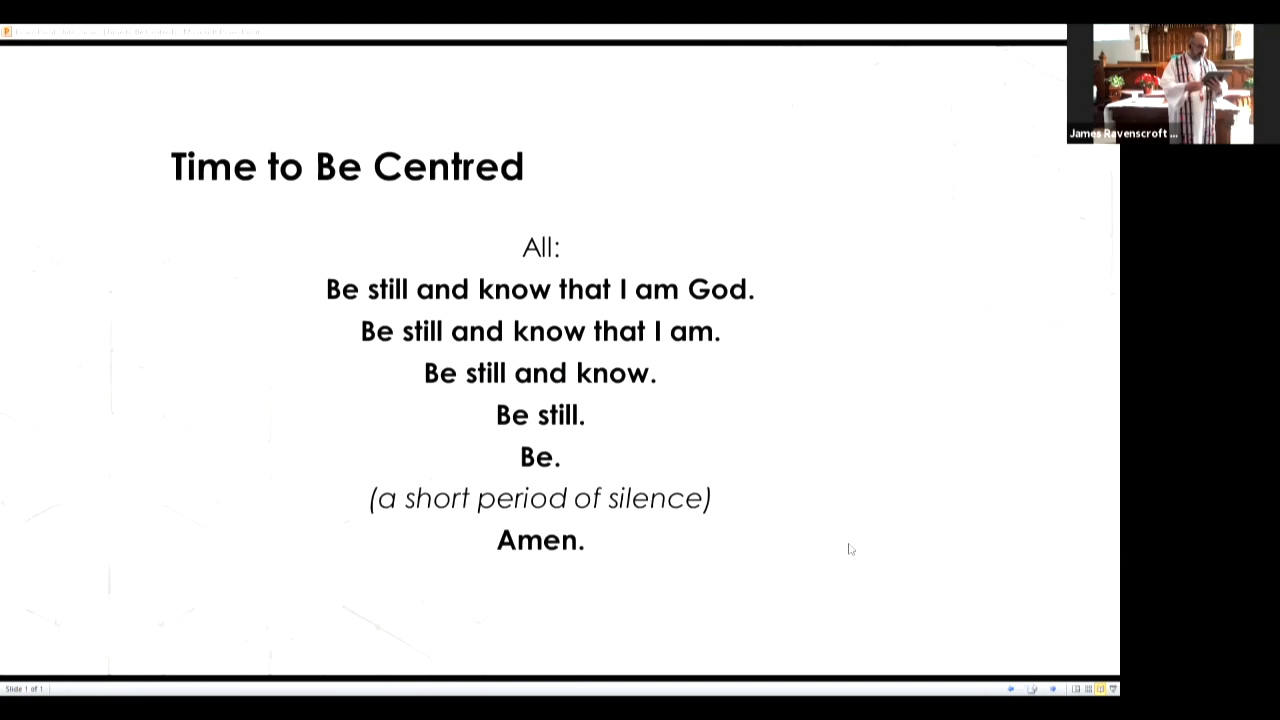 Time to Be Centred
All:
Be still and know that I am God.
Be still and know that I am.
Be still and know.
Be still.
Be.
(a short period of silence)
Amen.
James Ravenscroft ...
Slide 1 of 1